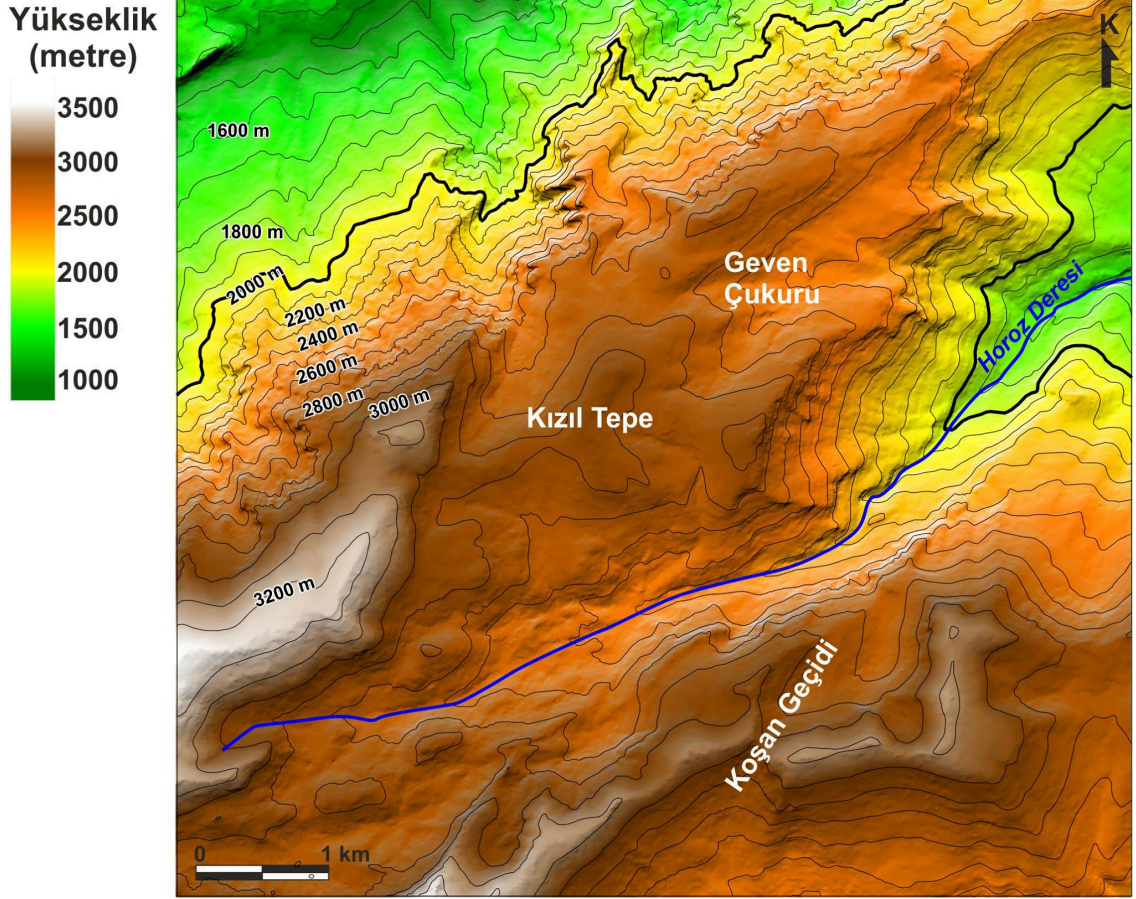 Yükseklik
(metre)
3500
3000
2500
2000
1500
1000
K
1600 m
1800 m
2000 m
2200 m
2400 m
2600 m
2800 m
3000 m
3200 m
Geven
Çukuru
Horoz Deresi
Kızıl Tepe
Koşan Geçidi
0 1 km